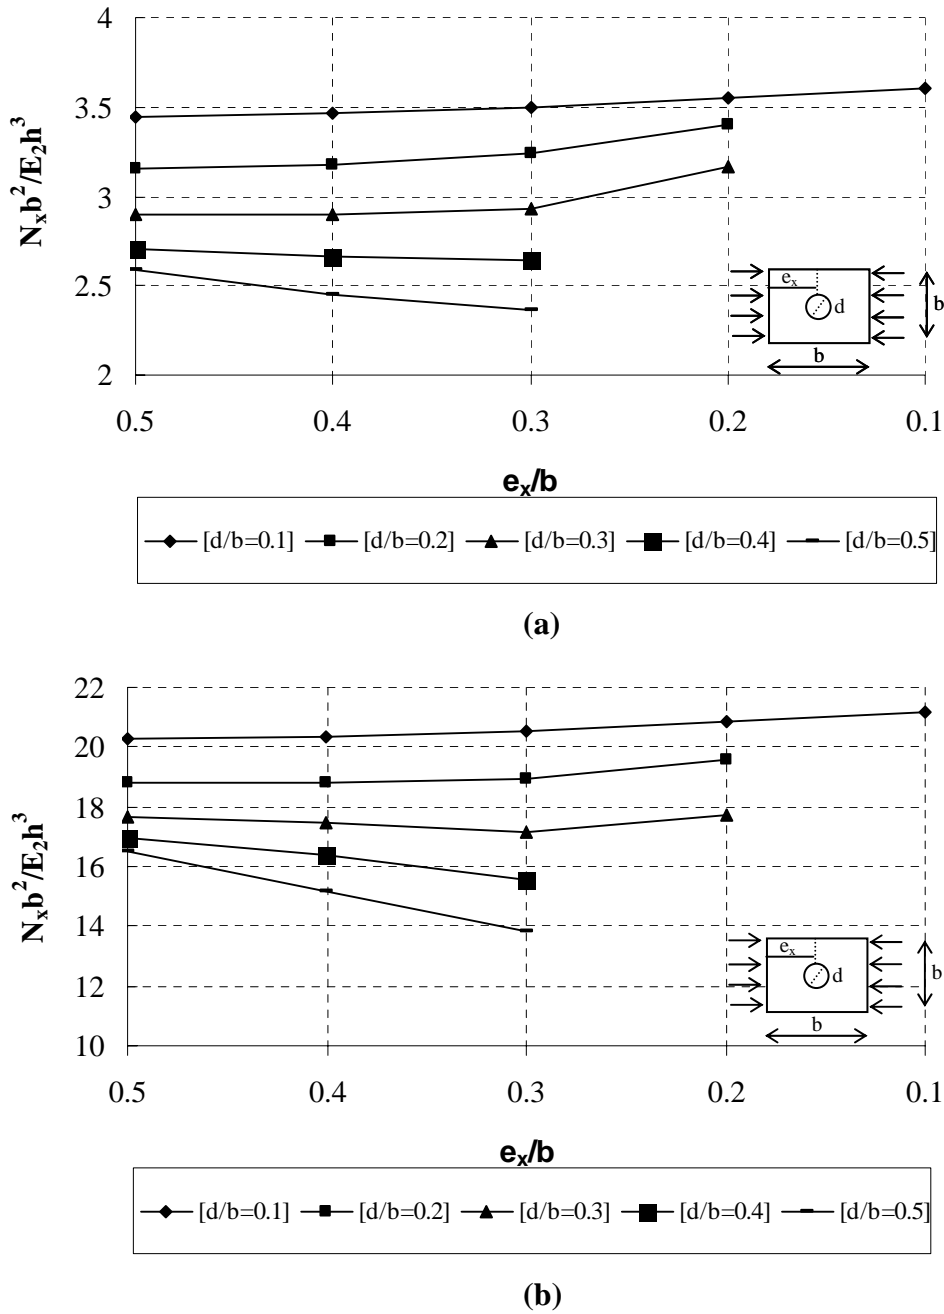 4
3.5
3
2.5
2
N_x b^2/E_2h^3
e_x
d
b
b
0.5 0.4 0.3 0.2 0.1
e_x/b
[d/b=0.1] [d/b=0.2] [d/b=0.3] [d/b=0.4] [d/b=0.5]
(a)
22
20
18
16
14
12
10
N_x b^2/E_2h^3
e_x
d
b
b
0.5 0.4 0.3 0.2 0.1
e_x/b
[d/b=0.1] [d/b=0.2] [d/b=0.3] [d/b=0.4] [d/b=0.5]
(b)